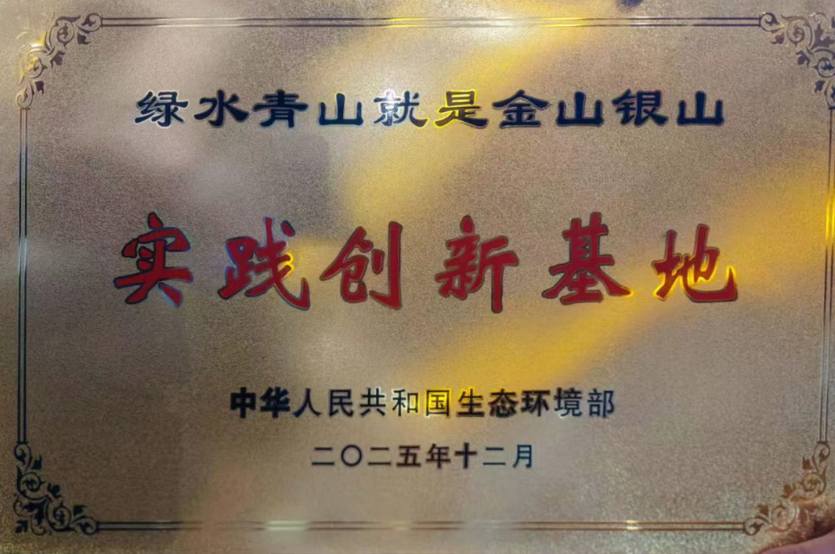 绿水青山就是金山银山
实践创新基地
中华人民共和国生态环境部
二〇二五年十二月